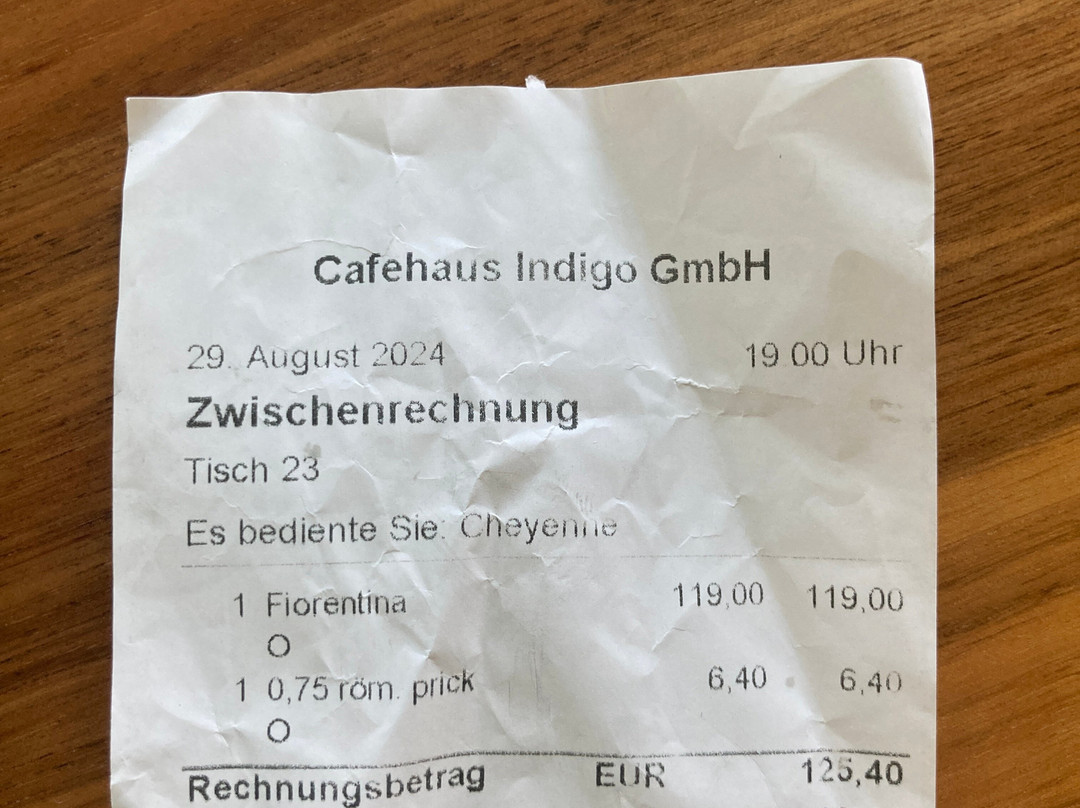 Cafehaus Indigo GmbH
29. August 2024 19 00 Uhr
Zwischenrechnung
Tisch 23
Es bediente Sie: Cheyenne
1 Fiorentina 119,00 119,00
O
1 0,75 röm. prick 6,40 6,40
O
Rechnungsbetrag EUR 125,40